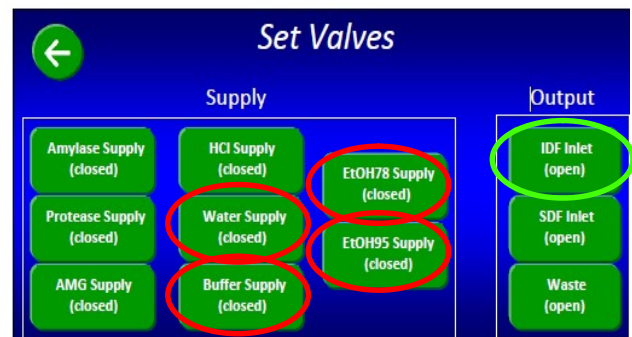 Set Valves
Supply
Output
Amylase Supply
(closed)
HCl Supply
(closed)
EtOH78 Supply
(closed)
IDF Inlet
(open)
Protease Supply
(closed)
Water Supply
(closed)
EtOH95 Supply
(closed)
SDF Inlet
(open)
AMG Supply
(closed)
Buffer Supply
(closed)
Waste
(open)